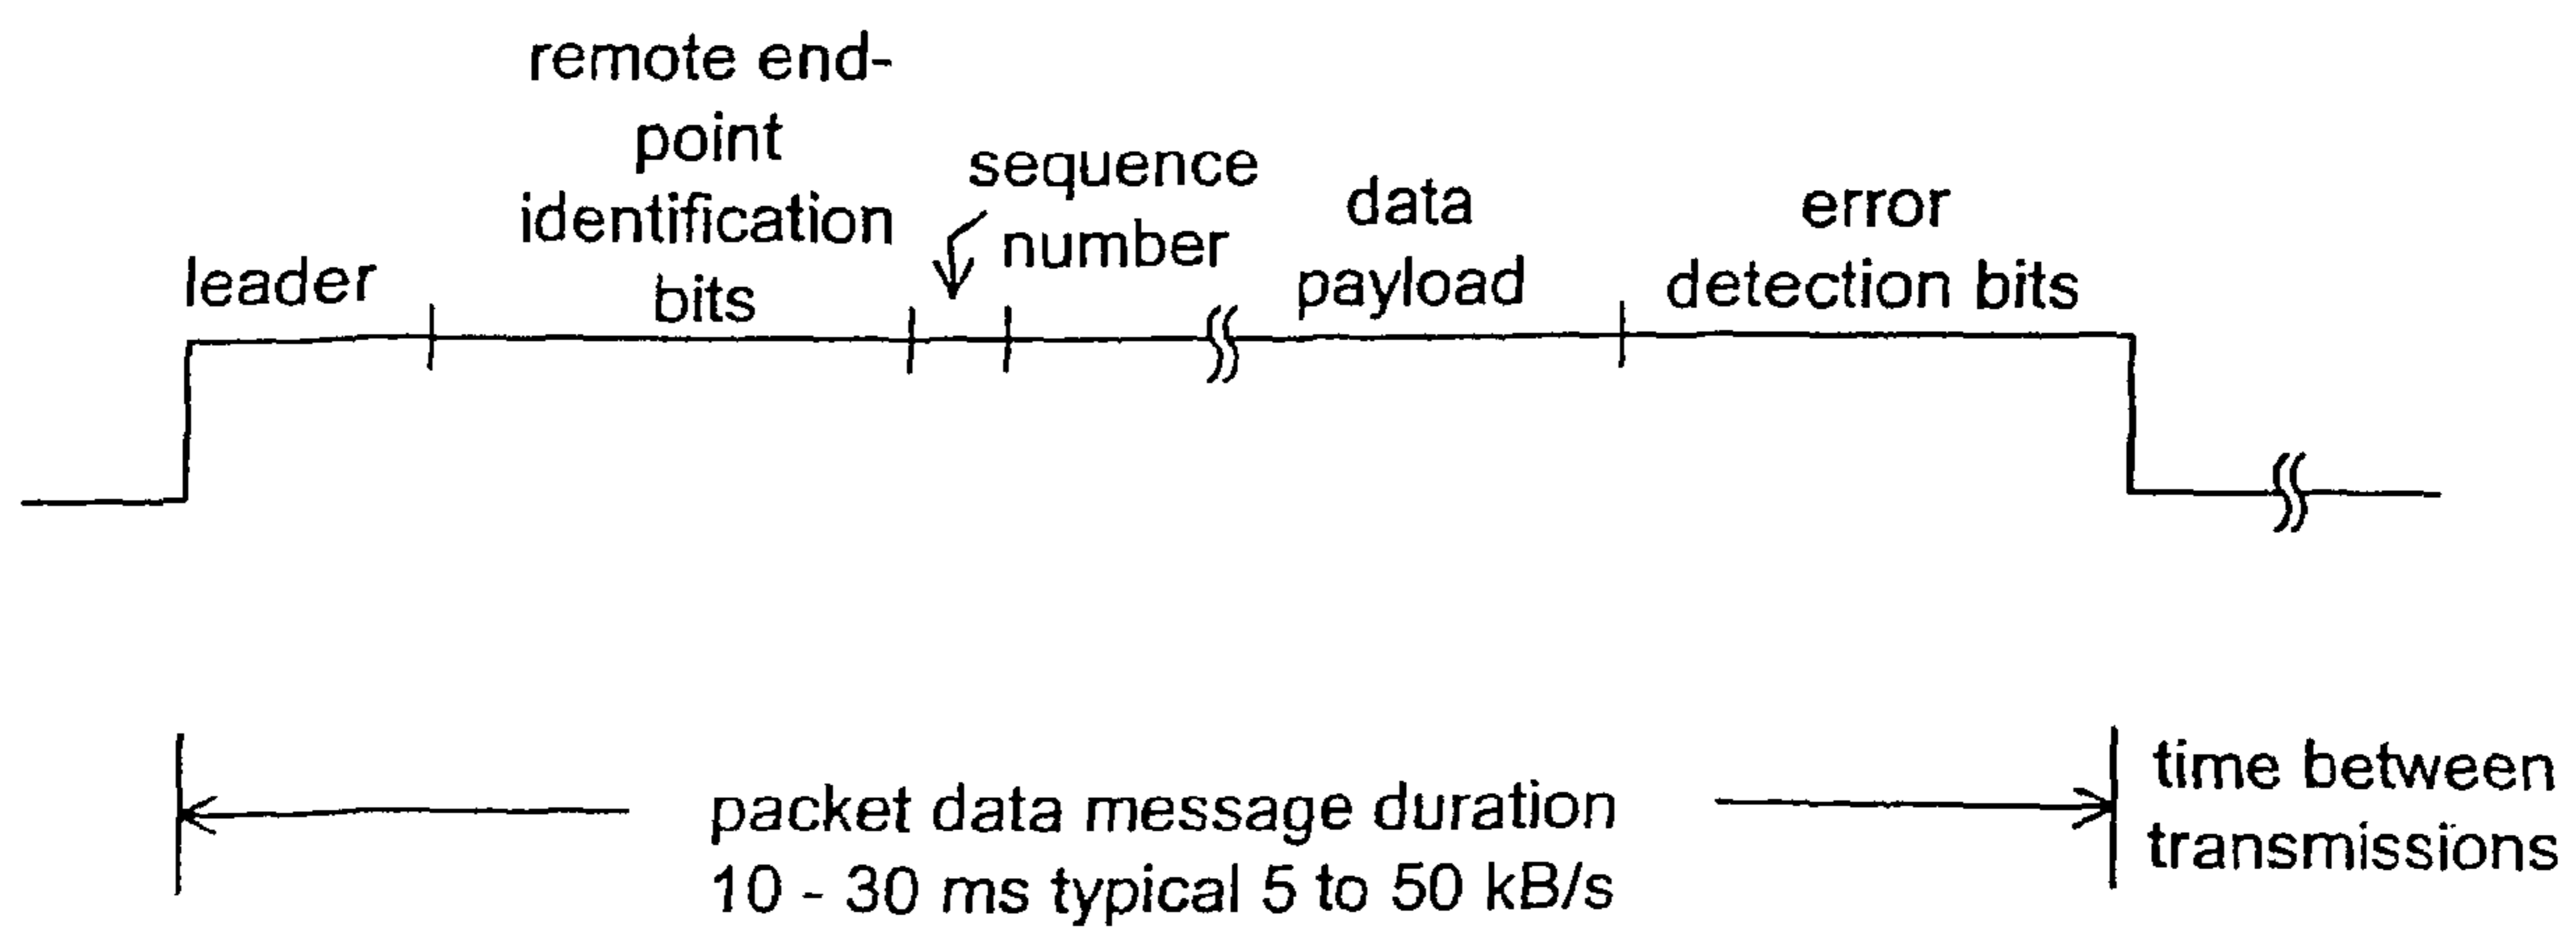 remote end-
point
identification
bits
leader
sequence
number
data
payload
error
detection bits
packet data message duration
10 - 30 ms typical 5 to 50 kB/s
time between
transmissions